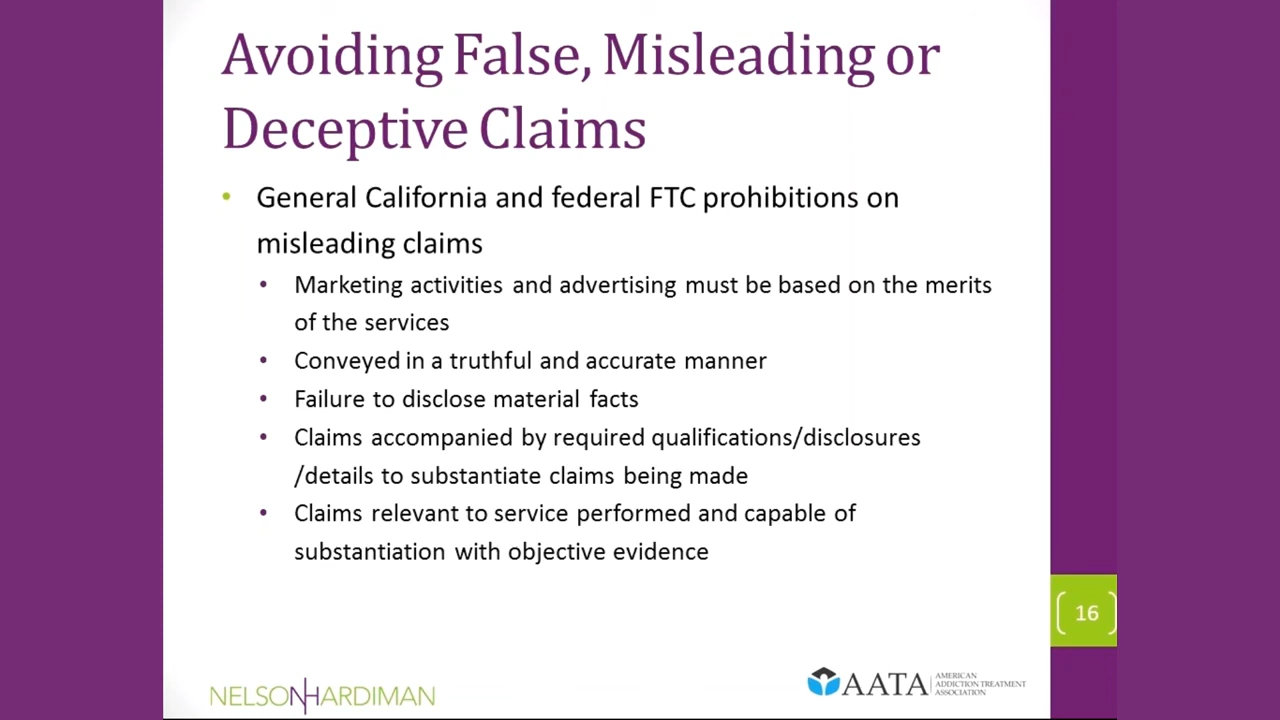 Avoiding False, Misleading or
Deceptive Claims
• General California and federal FTC prohibitions on
misleading claims
• Marketing activities and advertising must be based on the merits
of the services
• Conveyed in a truthful and accurate manner
• Failure to disclose material facts
• Claims accompanied by required qualifications/disclosures
/details to substantiate claims being made
• Claims relevant to service performed and capable of
substantiation with objective evidence
16
NELSONHARDIMAN
AATA
AMERICAN
ADDICTION TREATMENT
ASSOCIATION